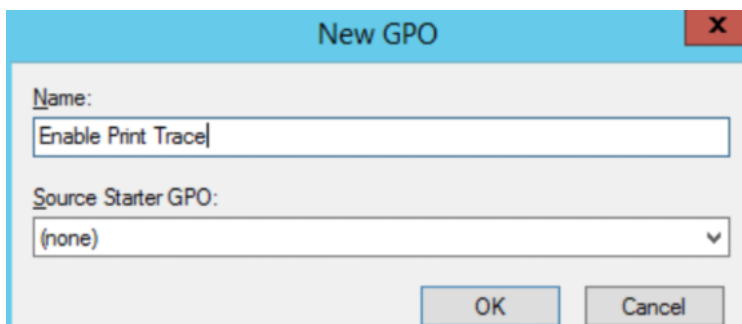 New GPO
x
Name:
Enable Print Trace
Source Starter GPO:
(none)
OK Cancel